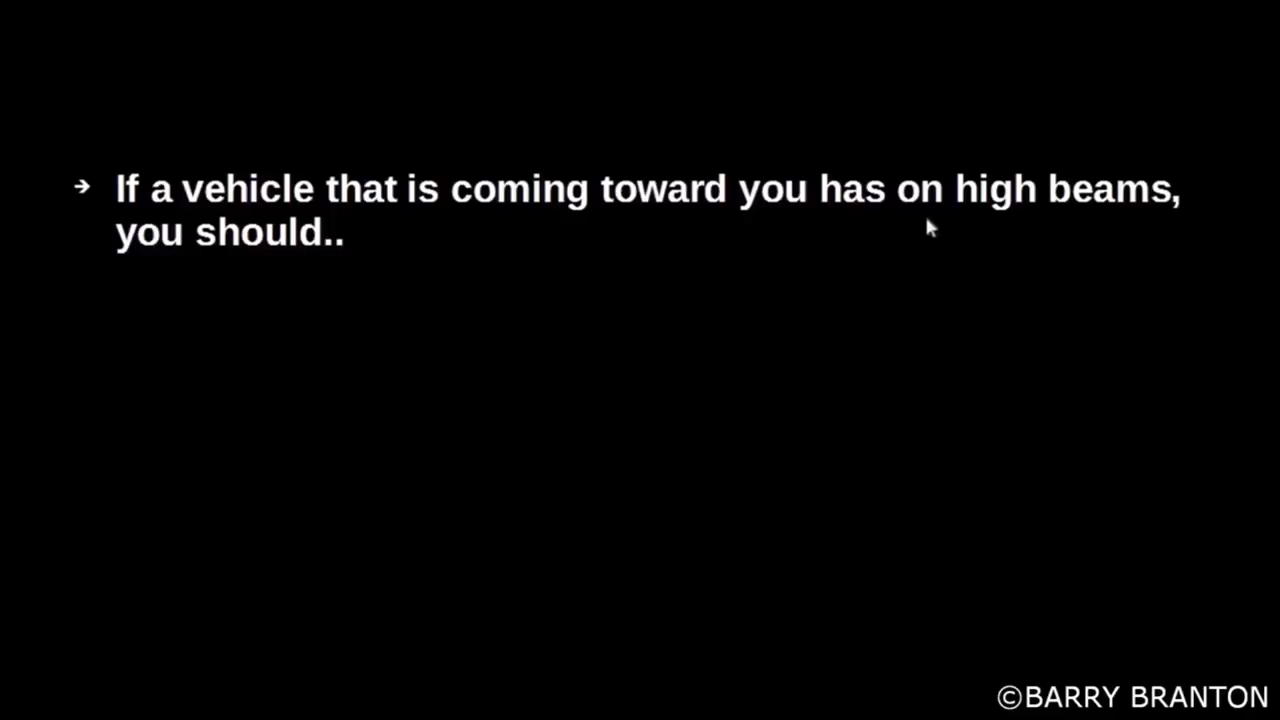 ➔ If a vehicle that is coming toward you has on high beams,
you should..
©BARRY BRANTON